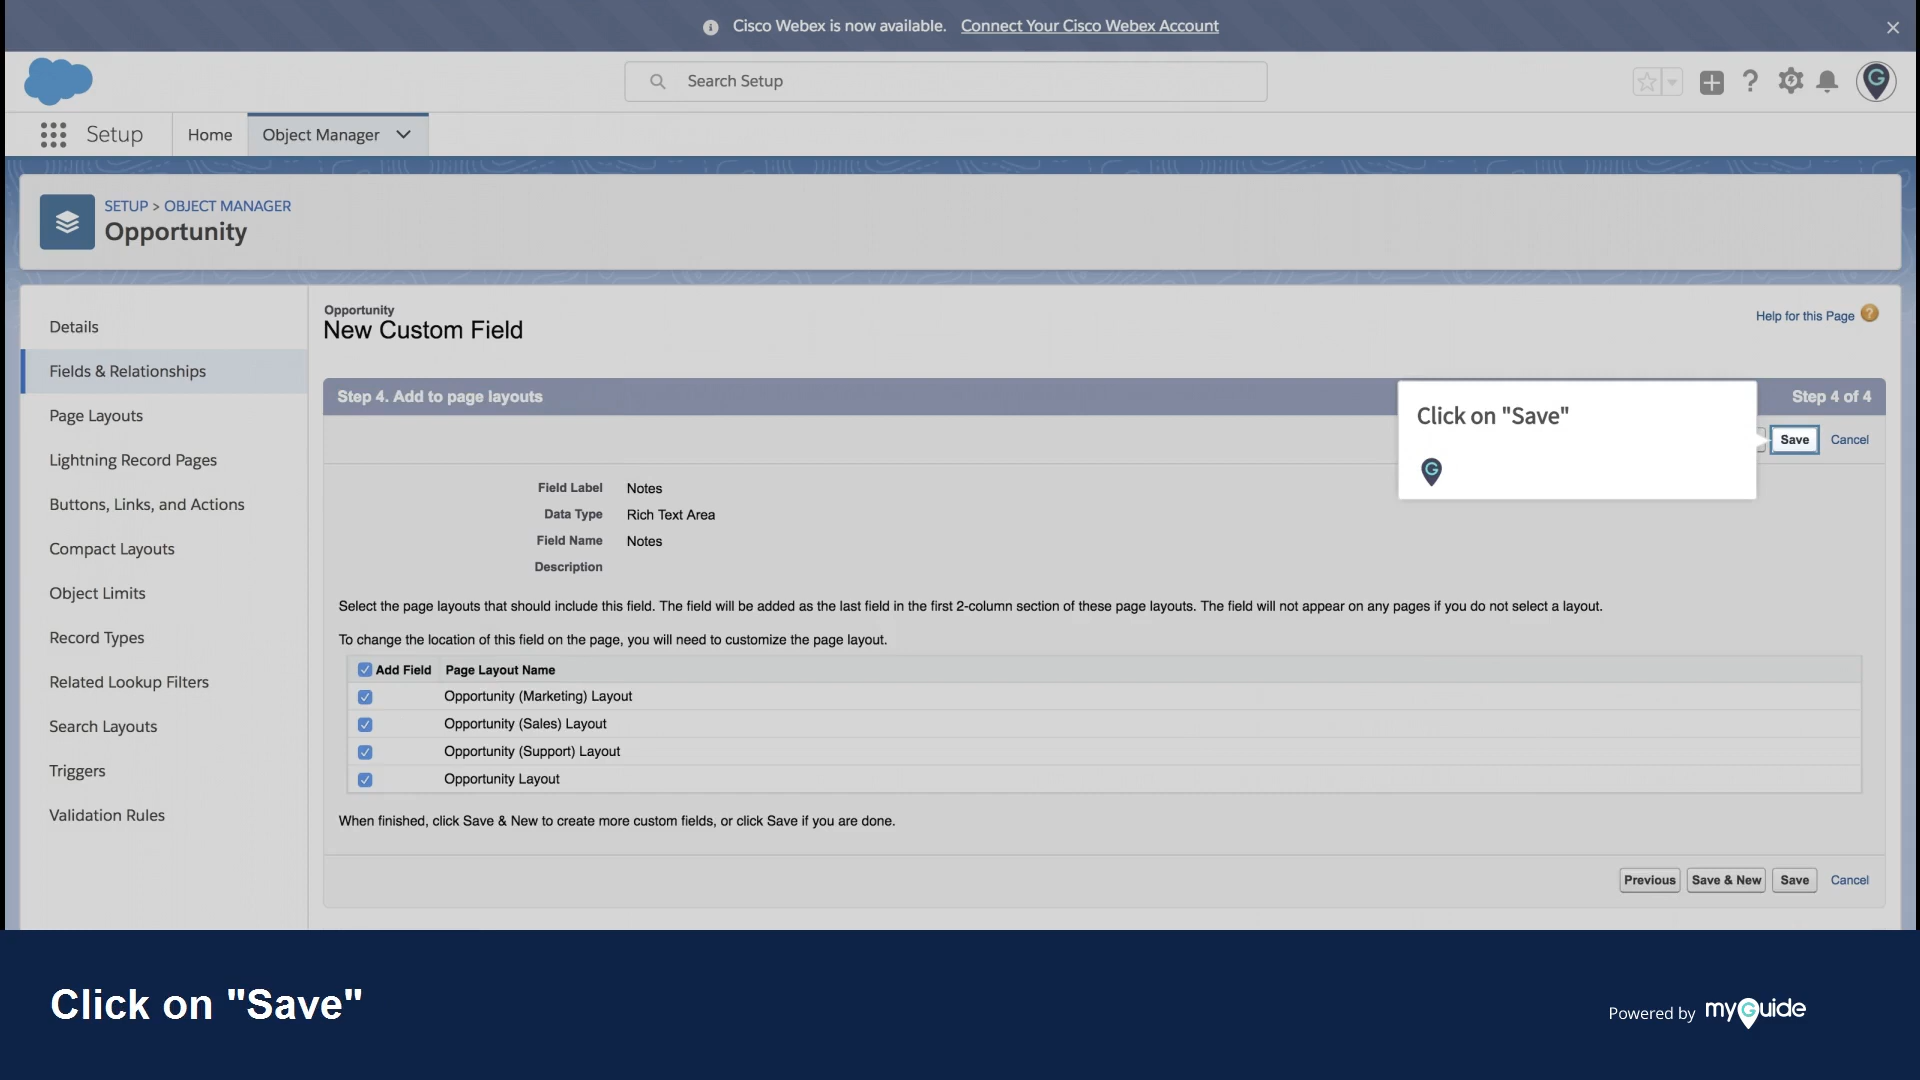 Cisco Webex is now available. Connect Your Cisco Webex Account
Search Setup
Setup Home Object Manager
SETUP > OBJECT MANAGER
Opportunity
Details
Fields & Relationships
Page Layouts
Lightning Record Pages
Buttons, Links, and Actions
Compact Layouts
Object Limits
Record Types
Related Lookup Filters
Search Layouts
Triggers
Validation Rules
Opportunity
New Custom Field
Help for this Page ?
Step 4. Add to page layouts
Step 4 of 4
Click on "Save"
Save Cancel
Field Label Notes
Data Type Rich Text Area
Field Name Notes
Description
Select the page layouts that should include this field. The field will be added as the last field in the first 2-column section of these page layouts. The field will not appear on any pages if you do not select a layout.
To change the location of this field on the page, you will need to customize the page layout.
Add Field Page Layout Name
Opportunity (Marketing) Layout
Opportunity (Sales) Layout
Opportunity (Support) Layout
Opportunity Layout
When finished, click Save & New to create more custom fields, or click Save if you are done.
Previous Save & New Save Cancel
Click on "Save"
Powered by myGuide